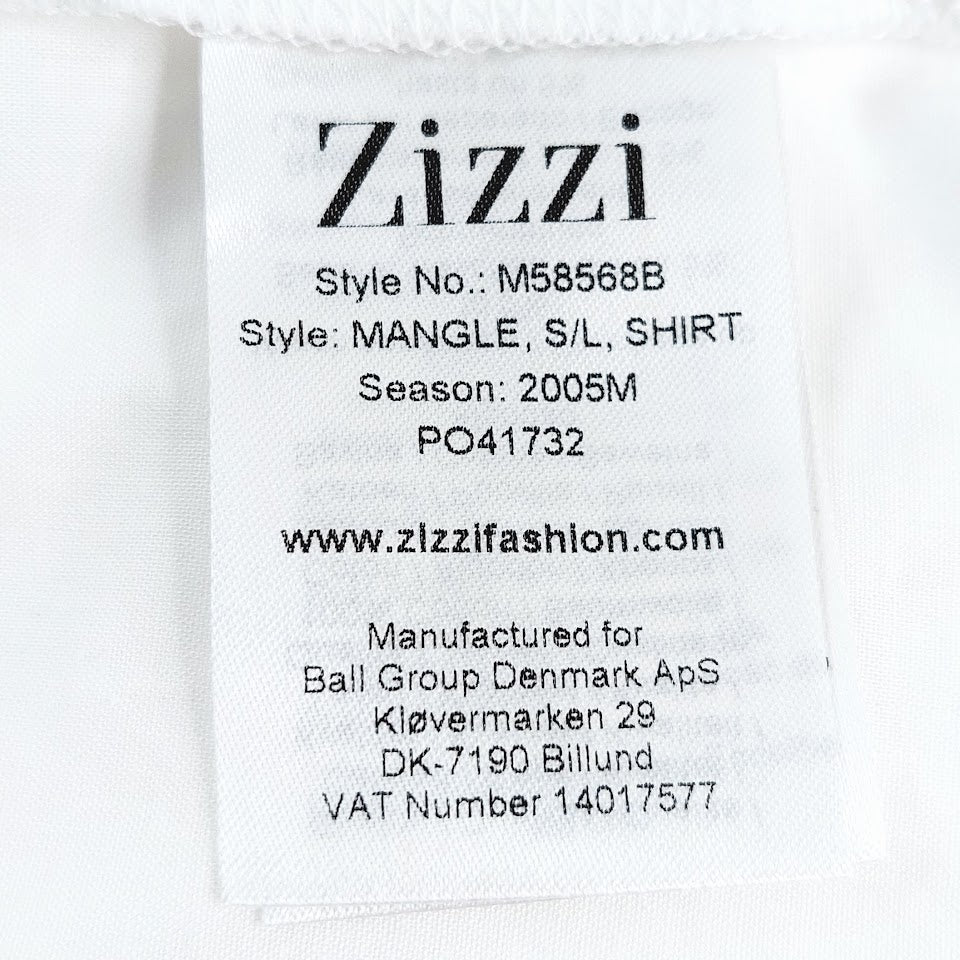 Zizzi
Style No.: M58568B
Style: MANGLE, S/L, SHIRT
Season: 2005M
PO41732
www.zizzifashion.com
Manufactured for
Ball Group Denmark ApS
Kløvermarken 29
DK-7190 Billund
VAT Number 14017577